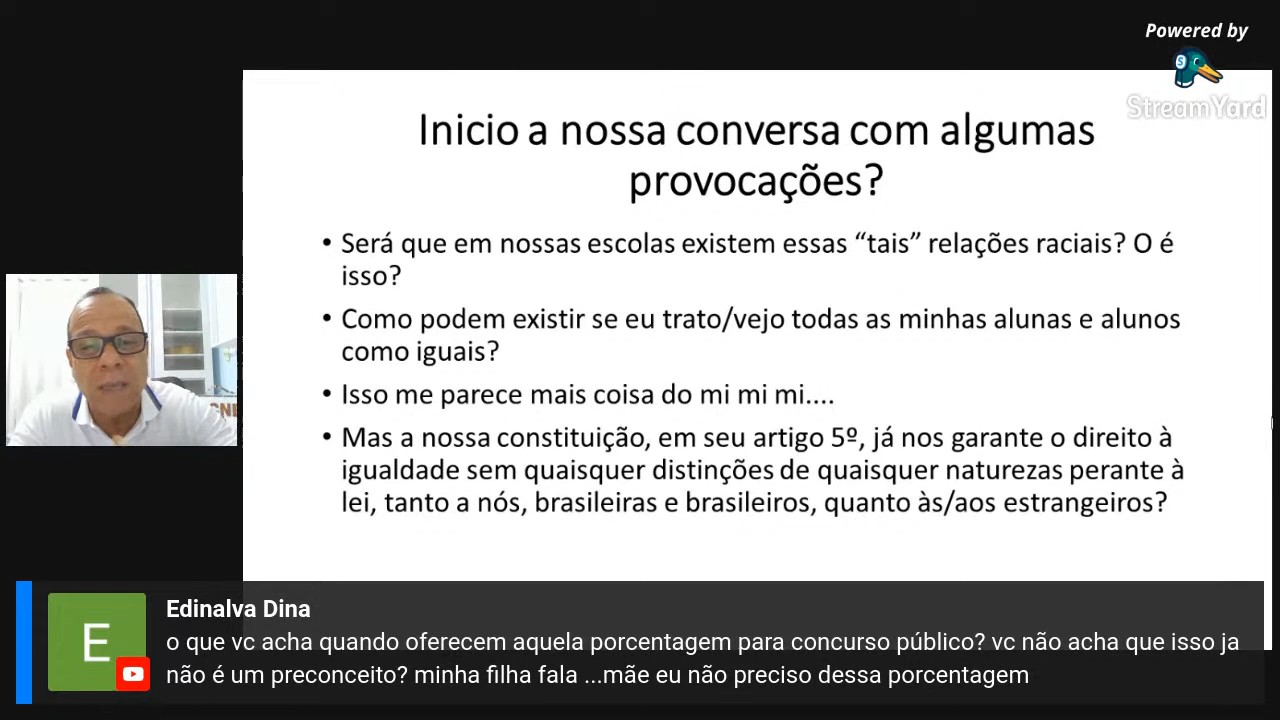 Powered by
StreamYard
Inicio a nossa conversa com algumas
provocações?
• Será que em nossas escolas existem essas “tais” relações raciais? O é
isso?
• Como podem existir se eu trato/vejo todas as minhas alunas e alunos
como iguais?
• Isso me parece mais coisa do mi mi mi....
• Mas a nossa constituição, em seu artigo 5º, já nos garante o direito à
igualdade sem quaisquer distinções de quaisquer naturezas perante à
lei, tanto a nós, brasileiras e brasileiros, quanto às/aos estrangeiros?
E
Edinalva Dina
o que vc acha quando oferecem aquela porcentagem para concurso público? vc não acha que isso ja
não é um preconceito? minha filha fala ...mãe eu não preciso dessa porcentagem